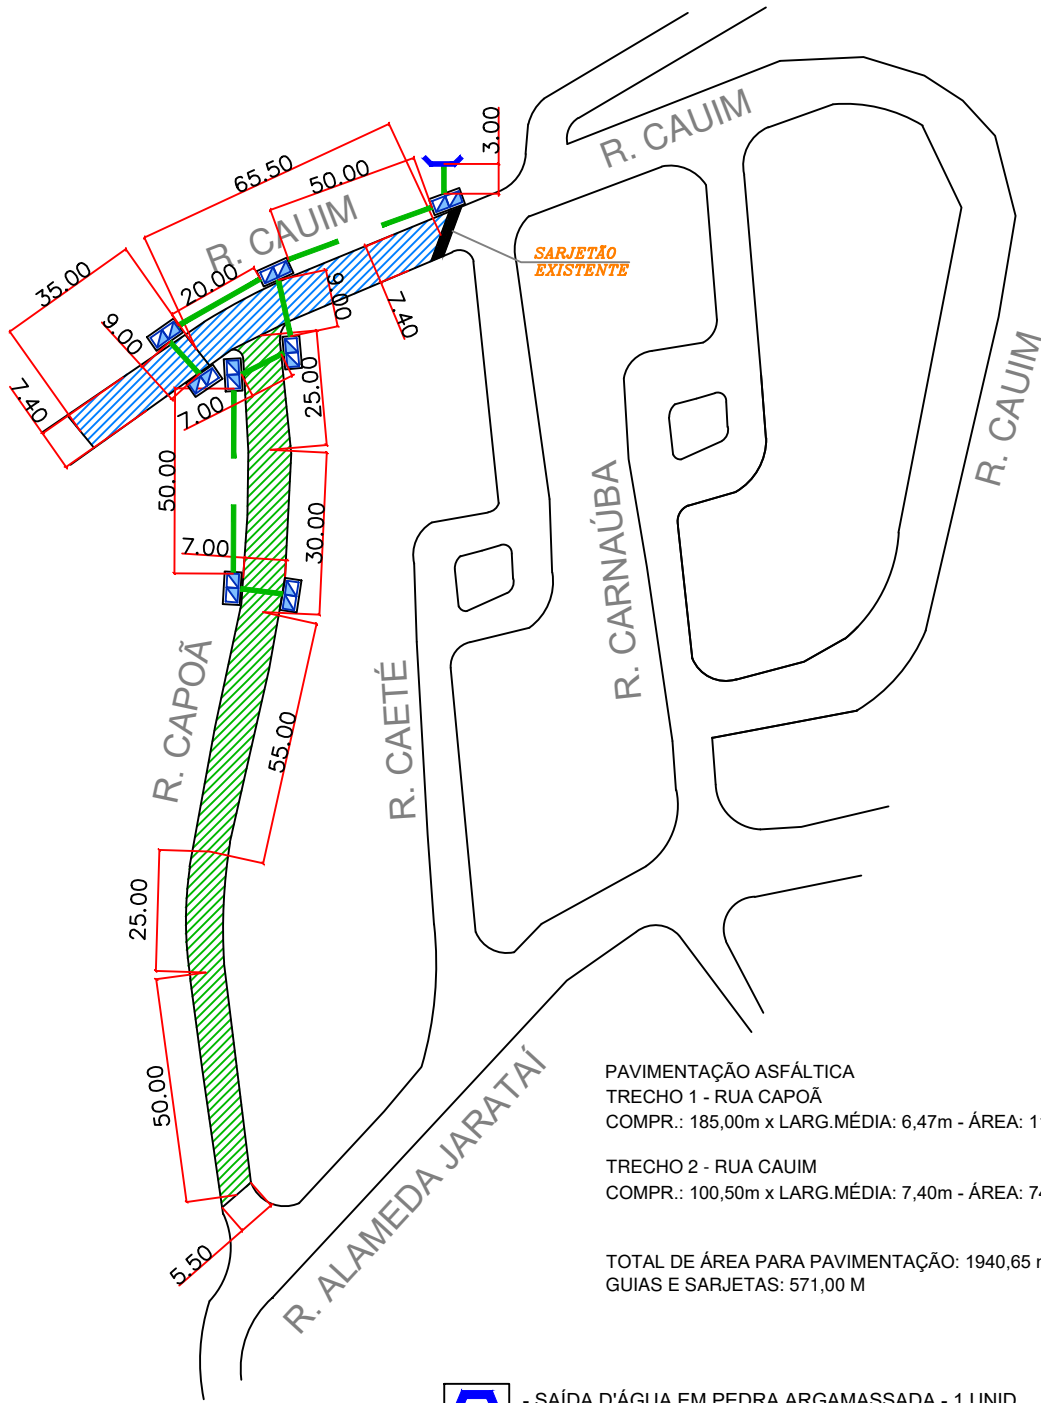 3.00
R. CAUIM
65.50
50.00
R. CAUIM
SARJETÃO
EXISTENTE
35.00
20.00
9.00
7.40
9.00
R. CAUIM
25.00
7.40
7.00
50.00
R. CARNAÚBA
30.00
7.00
R. CAPOÃ
R. CAETÉ
55.00
25.00
50.00
R. ALAMEDA JARATAÍ
5.50
PAVIMENTAÇÃO ASFÁLTICA
TRECHO 1 - RUA CAPOÃ
COMPR.: 185,00m x LARG.MÉDIA: 6,47m - ÁREA: 1
TRECHO 2 - RUA CAUIM
COMPR.: 100,50m x LARG.MÉDIA: 7,40m - ÁREA: 74
TOTAL DE ÁREA PARA PAVIMENTAÇÃO: 1940,65
GUIAS E SARJETAS: 571,00 M
- SAÍDA D'ÁGUA EM PEDRA ARGAMASSADA - 1 UNID